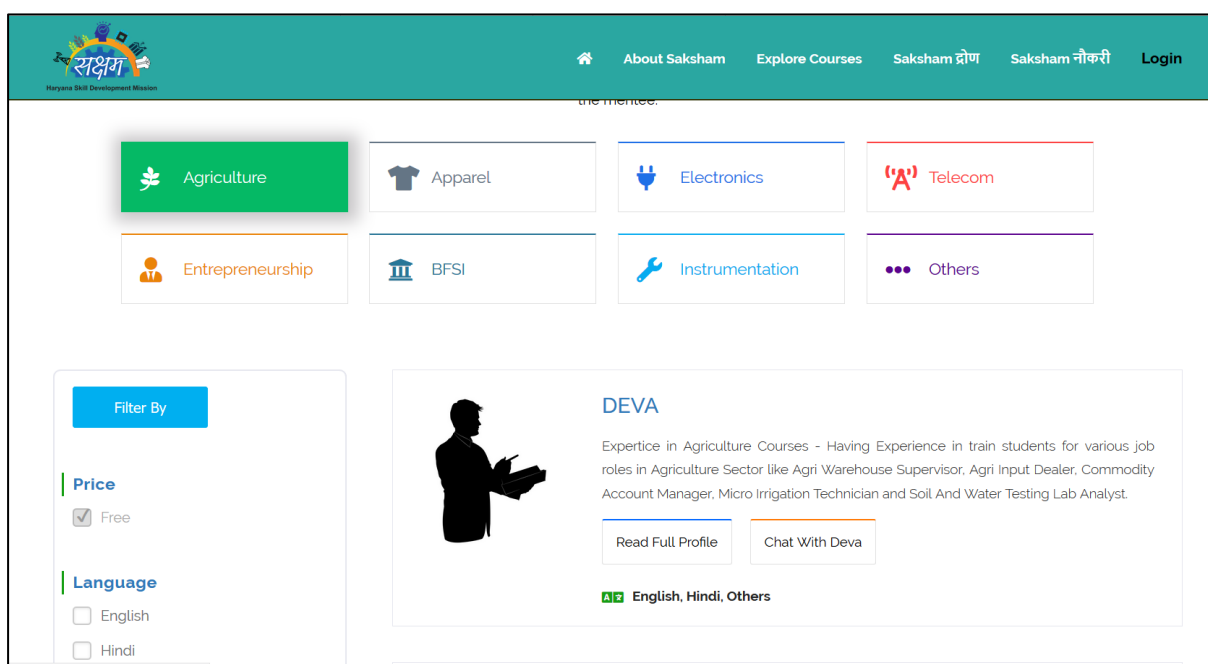 सक्षम
Haryana Skill Development Mission
About Saksham
Explore Courses
Saksham द्रोण
Saksham नौकरी
Login
the mentee.
Agriculture
Apparel
Electronics
Telecom
Entrepreneurship
BFSI
Instrumentation
Others
Filter By
Price
Free
Language
English
Hindi
DEVA
Expertice in Agriculture Courses - Having Experience in train students for various job
roles in Agriculture Sector like Agri Warehouse Supervisor, Agri Input Dealer, Commodity
Account Manager, Micro Irrigation Technician and Soil And Water Testing Lab Analyst.
Read Full Profile
Chat With Deva
English, Hindi, Others